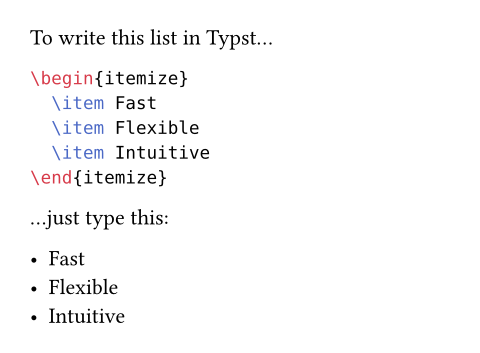 To write this list in Typst…
\begin{itemize}
  \item Fast
  \item Flexible
  \item Intuitive
\end{itemize}
…just type this:
• Fast
• Flexible
• Intuitive